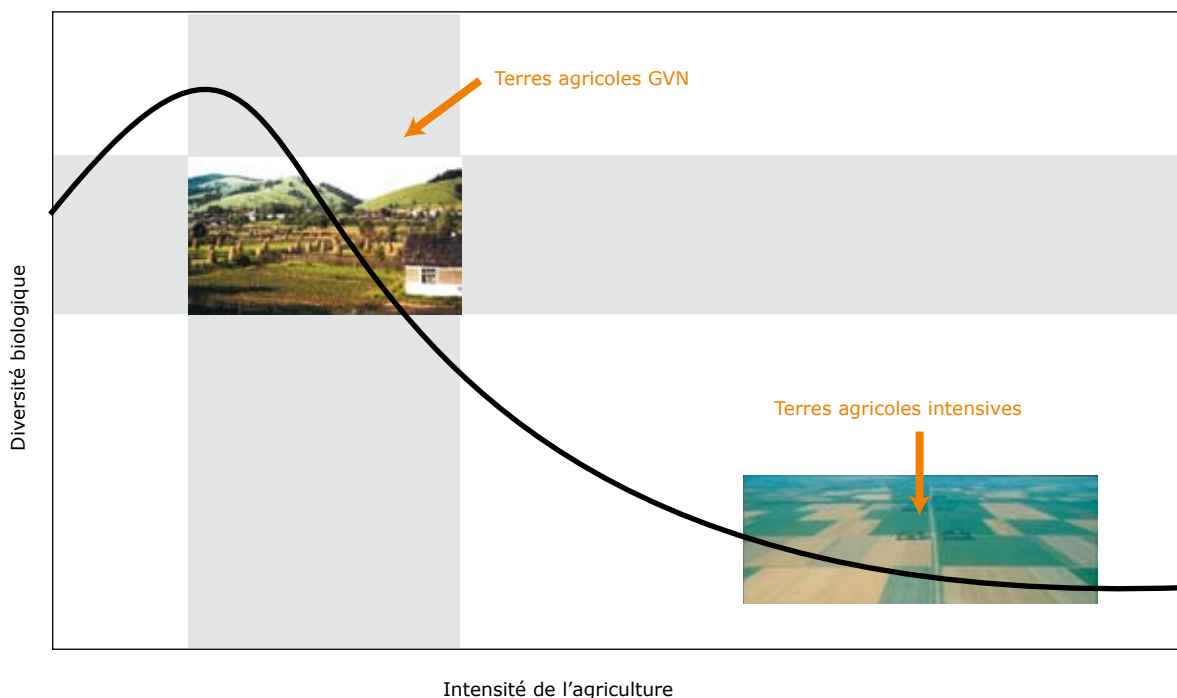 Terres agricoles GVN
Diversité biologique
Terres agricoles intensives
Intensité de l’agriculture